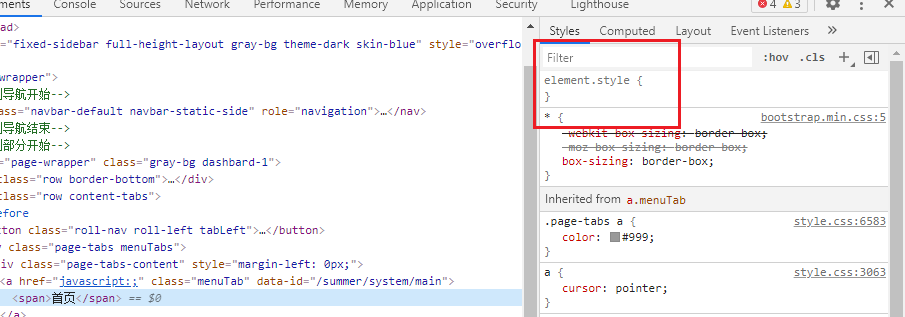 ments Console Sources Network Performance Memory Application Security Lighthouse 4 3
ad>
="fixed-sidebar full-height-layout gray-bg theme-dark skin-blue" style="overflo
wrapper">
导航开始-->
ass="navbar-default navbar-static-side" role="navigation">…</nav>
导航结束-->
部分开始-->
="page-wrapper" class="gray-bg dashbard-1">
class="row border-bottom">…</div>
class="row content-tabs">
efore
ton class="roll-nav roll-left tabLeft">…</button>
class="page-tabs menuTabs">
iv class="page-tabs-content" style="margin-left: 0px;">
<a href="javascript:;" class="menuTab" data-id="/summer/system/main">
<span>首页</span> == $0
</a>
Styles Computed Layout Event Listeners »
Filter :hov .cls +
element.style {
}
* { bootstrap.min.css:5
-webkit-box-sizing: border-box;
-moz-box-sizing: border-box;
box-sizing: border-box;
}
Inherited from a.menuTab
.page-tabs a { style.css:6583
color: #999;
}
a { style.css:3063
cursor: pointer;
}